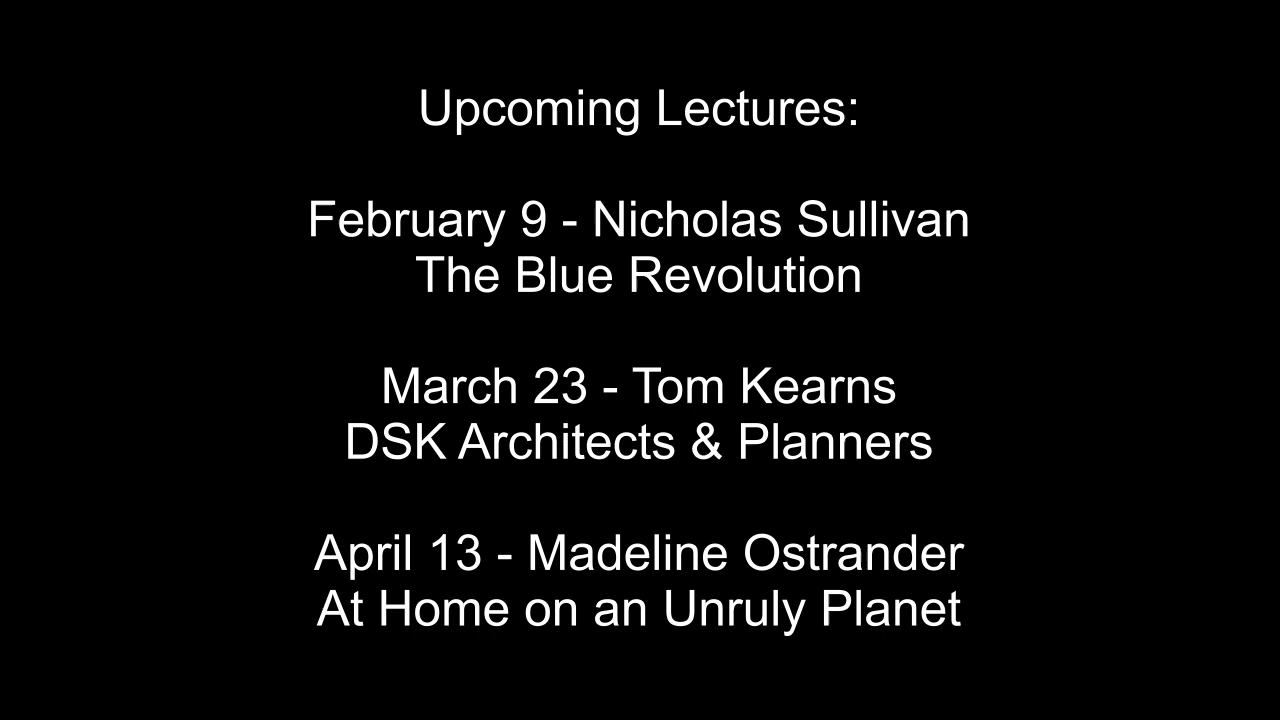 Upcoming Lectures:
February 9 - Nicholas Sullivan
The Blue Revolution
March 23 - Tom Kearns
DSK Architects & Planners
April 13 - Madeline Ostrander
At Home on an Unruly Planet